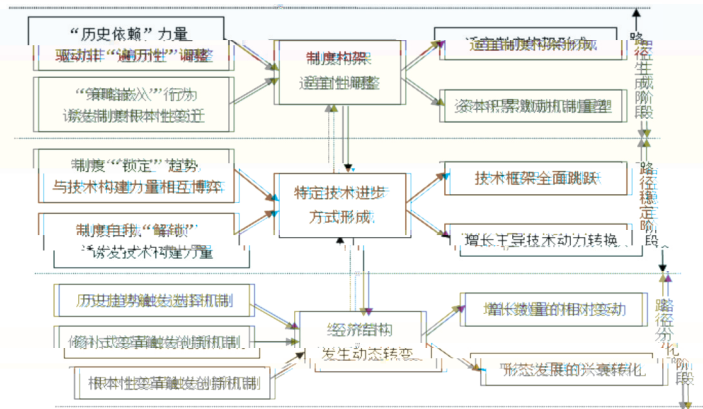 “历史依赖”力量
驱动非“遍历性”调整
“策略嵌入”行为
诱发制度根本性变迁
制度构架
适宜性调整
适宜制度构架形成
资本积累激励机制重塑
路径生成阶段
制度“锁定”趋势
与技术构建力量相互博弈
制度自我“解锁”
诱发技术构建力量
特定技术进步
方式形成
技术框架全面跳跃
增长主导技术动力转换
路径稳定阶段
历史趋势触发选择机制
修补式变革触发创新机制
根本性变革触发创新机制
经济结构
发生动态转变
增长数量的相对变动
形态发展的兴衰转化
路径分化阶段